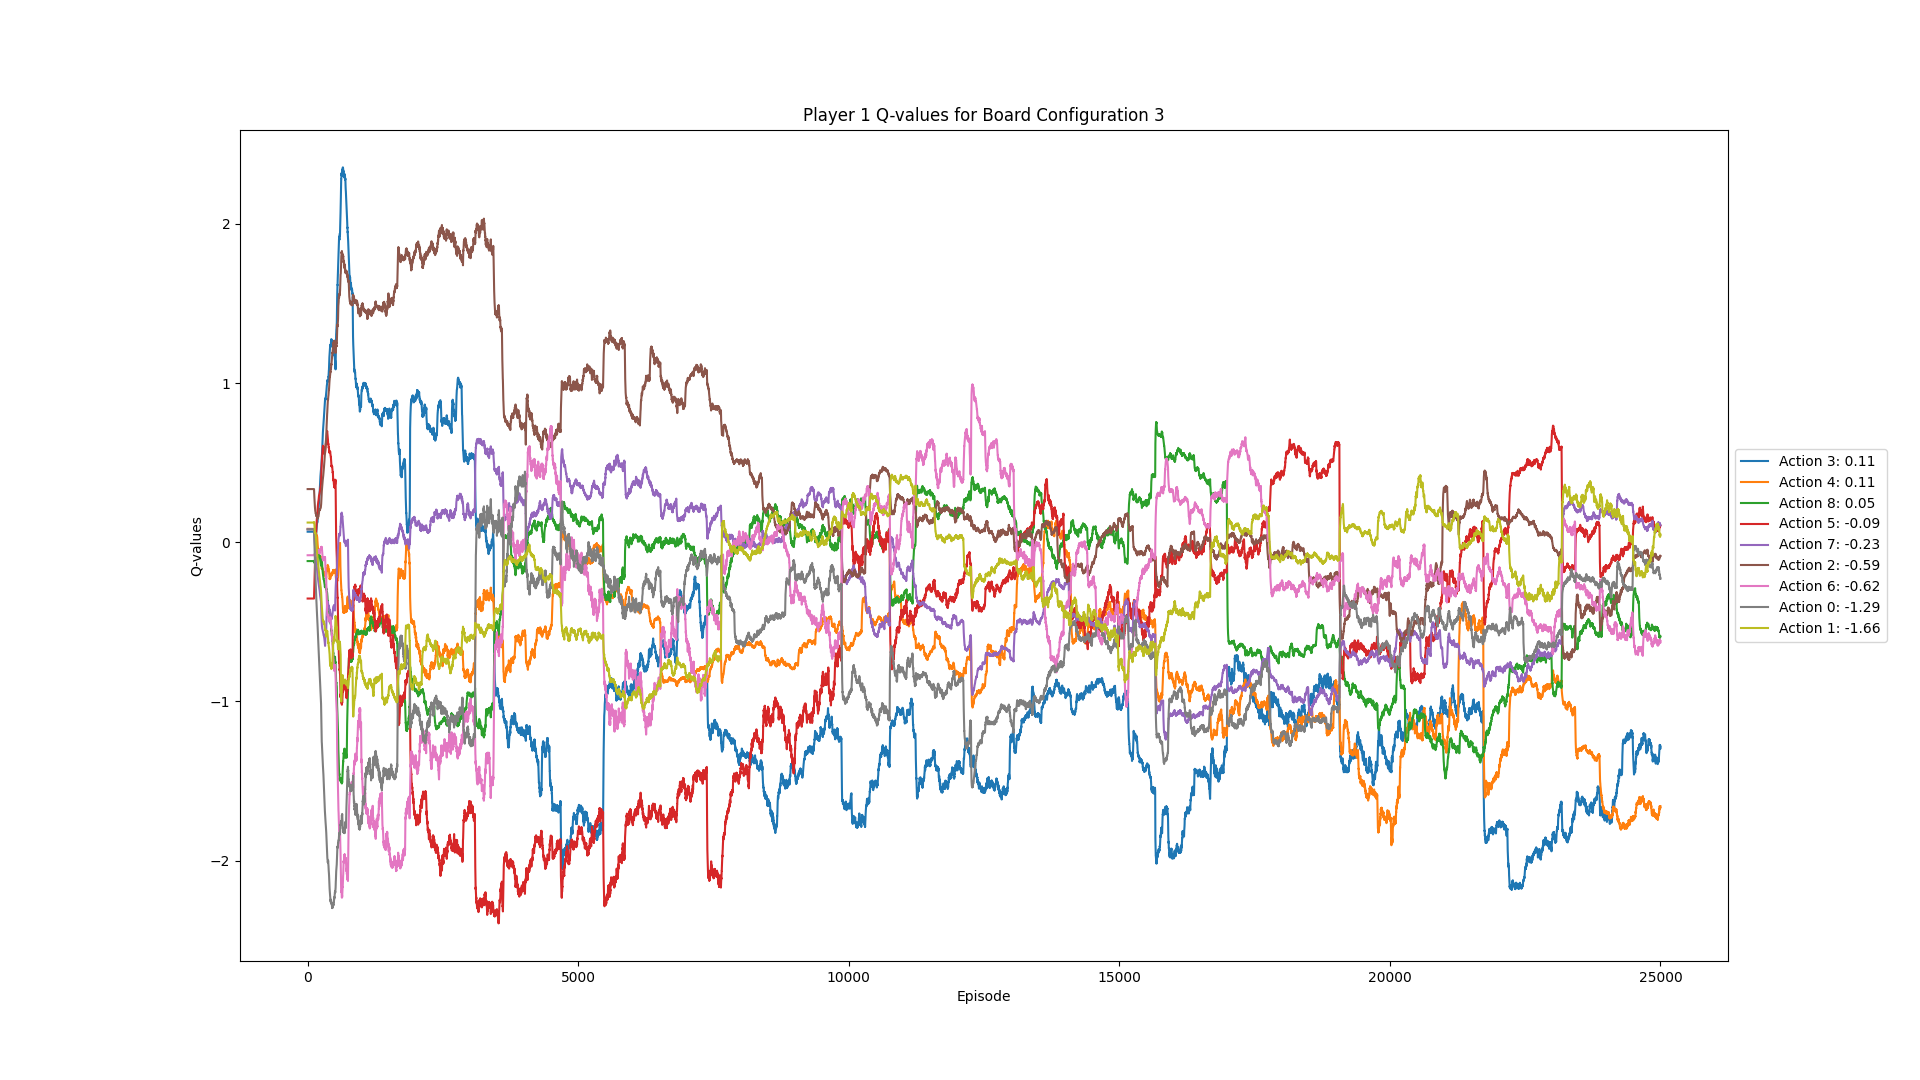 Player 1 Q-values for Board Configuration 3
Q-values
2
1
0
−1
−2
0
5000
10000
15000
20000
25000
Episode
Action 3: 0.11
Action 4: 0.11
Action 8: 0.05
Action 5: -0.09
Action 7: -0.23
Action 2: -0.59
Action 6: -0.62
Action 0: -1.29
Action 1: -1.66